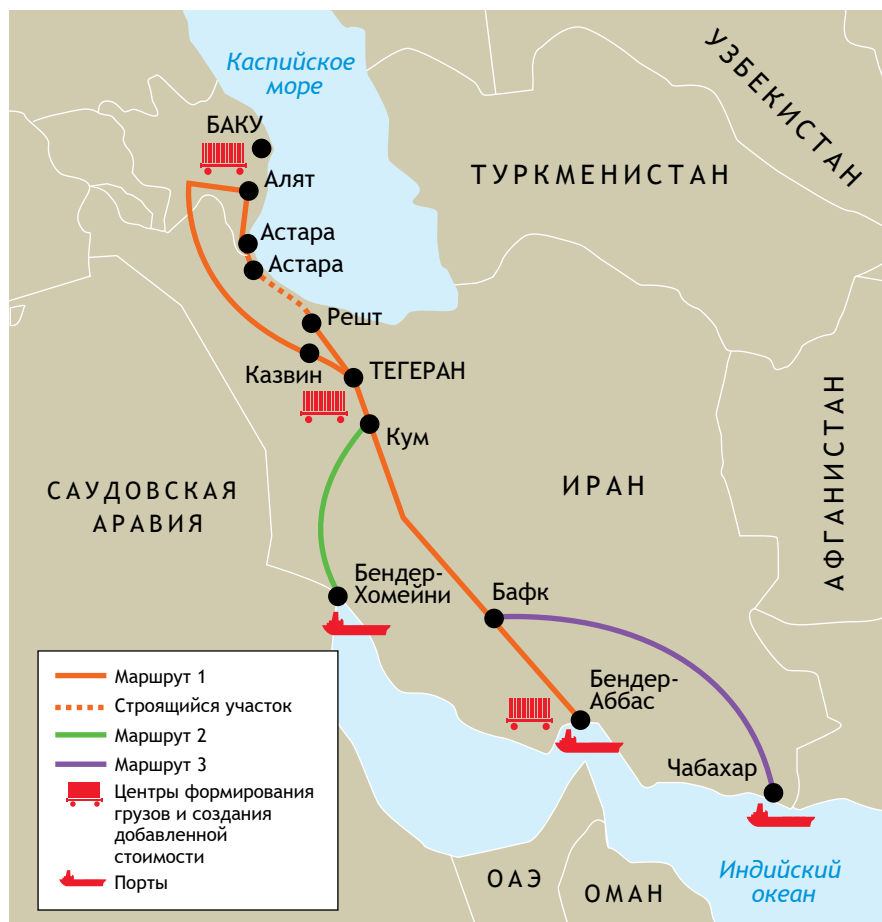 Каспийское
море
УЗБЕКИСТАН
БАКУ
ТУРКМЕНИСТАН
Алят
Астара
Астара
Решт
Казвин
ТЕГЕРАН
Кум
САУДОВСКАЯ
АРАВИЯ
ИРАН
АФГАНИСТАН
Бендер-
Хомейни
Бафк
Бендер-
Аббас
Чабахар
Маршрут 1
Строящийся участок
Маршрут 2
Маршрут 3
Центры формирования
грузов и создания
добавленной
стоимости
Порты
ОАЭ
ОМАН
Индийский
океан